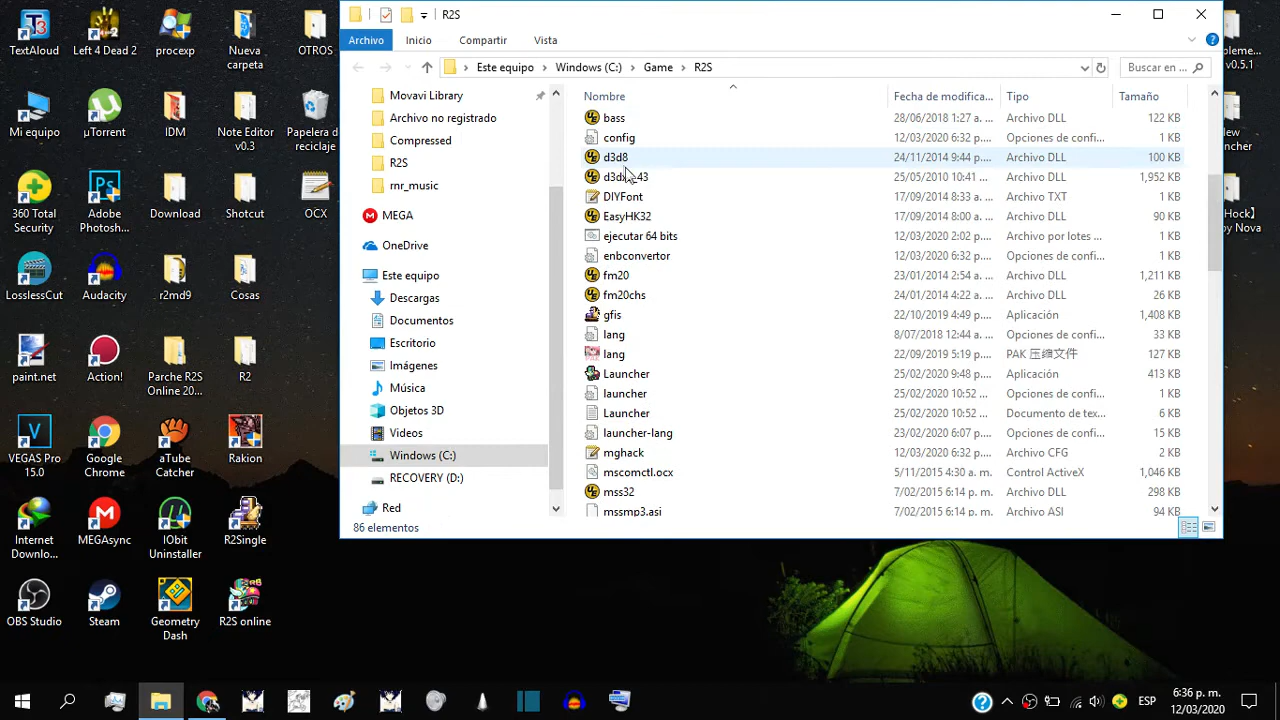 TextAloud
Left 4 Dead 2
procexp
Nueva
carpeta
OTROS
Mi equipo
µTorrent
IDM
Note Editor
v0.3
Papelera d
reciclaje
360 Total
Security
Adobe
Photosh...
Download
Shotcut
OCX
LosslesCut
Audacity
r2md9
Cosas
paint.net
Action!
Parche R2S
Online 20...
R2
VEGAS Pro
15.0
Google
Chrome
aTube
Catcher
Rakion
Internet
Downlo...
MEGAsync
IObit
Uninstaller
R2Single
OBS Studio
Steam
Geometry
Dash
R2S online
R2S
Archivo
Inicio
Compartir
Vista
Este equipo
Windows (C:)
Game
R2S
Buscar en ...
Movavi Library
Archivo no registrado
Compressed
R2S
rnr_music
MEGA
OneDrive
Este equipo
Descargas
Documentos
Escritorio
Imágenes
Música
Objetos 3D
Videos
Windows (C:)
RECOVERY (D:)
Red
Nombre Fecha de modifica... Tipo Tamaño
bass 28/06/2018 1:27 a. ... Archivo DLL 122 KB
config 12/03/2020 6:32 p. ... Opciones de confi... 1 KB
d3d8 24/11/2014 9:44 p. ... Archivo DLL 100 KB
43 25/05/2010 10:41 ... Archivo DLL 1,952 KB
DIYFont 17/09/2014 8:33 a. ... Archivo TXT 1 KB
EasyHK32 17/09/2014 8:00 a. ... Archivo DLL 90 KB
ejecutar 64 bits 12/03/2020 2:02 p. ... Archivo por lotes ... 1 KB
enbconvertor 12/03/2020 6:32 p. ... Opciones de confi... 1 KB
fm20 23/01/2014 2:54 a. ... Archivo DLL 1,211 KB
fm20chs 24/01/2014 4:22 a. ... Archivo DLL 26 KB
gfis 22/10/2019 4:49 p. ... Aplicación 1,408 KB
lang 8/07/2018 12:44 a. ... Opciones de confi... 33 KB
lang 22/09/2019 5:19 p. ... PAK 压缩文件 127 KB
Launcher 25/02/2020 9:48 p. ... Aplicación 413 KB
launcher 25/02/2020 10:52 ... Opciones de confi... 1 KB
Launcher 25/02/2020 10:52 ... Documento de tex... 6 KB
launcher-lang 23/02/2020 6:07 p. ... Opciones de confi... 15 KB
mghack 12/03/2020 6:32 p. ... Archivo CFG 2 KB
mscomctl.ocx 5/11/2015 4:30 a. m. Control ActiveX 1,046 KB
mss32 7/02/2015 6:14 p. m. Archivo DLL 298 KB
mssmp3.asi 7/02/2015 6:14 p. m. Archivo ASI 94 KB
86 elementos
v0.5.1
by Nova
ESP
6:36 p. m.
12/03/2020